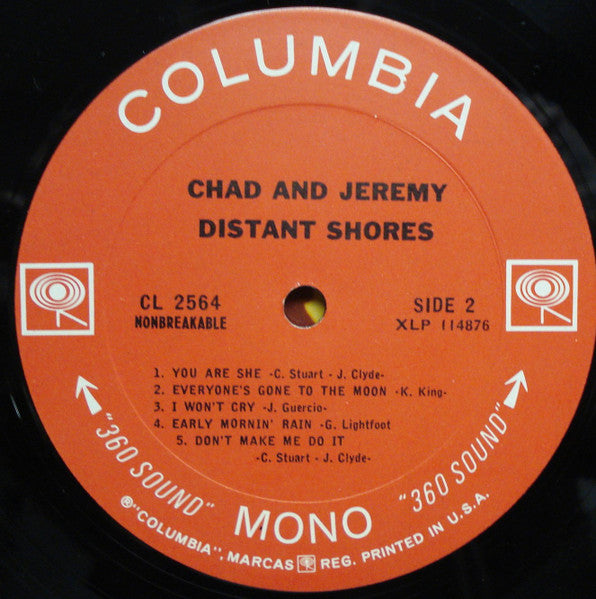 COLUMBIA
CHAD AND JEREMY
DISTANT SHORES
CL 2564
NONBREAKABLE
SIDE 2
XLP 114876
1. YOU ARE SHE -C. Stuart - J. Clyde-
2. EVERYONE'S GONE TO THE MOON -K. King-
3. I WON'T CRY -J. Guercio-
4. EARLY MORNIN' RAIN -G. Lightfoot
5. DON'T MAKE ME DO IT
-C. Stuart - J. Clyde-
"360 SOUND"
MONO
"360 SOUND"
®"COLUMBIA", MARCAS REG. PRINTED IN U.S.A.